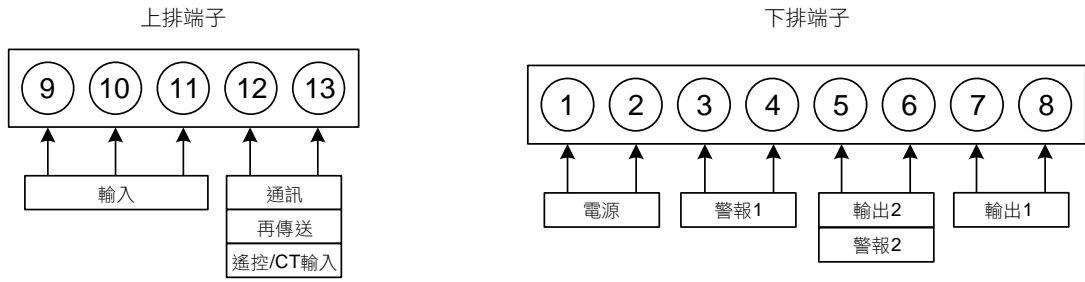 上排端子
9 10 11 12 13
輸入
通訊
再傳送
遙控/CT輸入
下排端子
1 2 3 4 5 6 7 8
電源 警報1 輸出2 輸出1
警報2